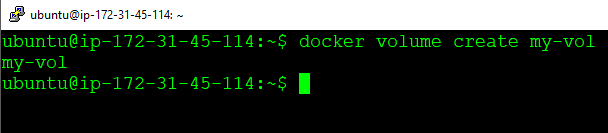 ubuntu@ip-172-31-45-114: ~
ubuntu@ip-172-31-45-114:~$ docker volume create my-vol
my-vol
ubuntu@ip-172-31-45-114:~$